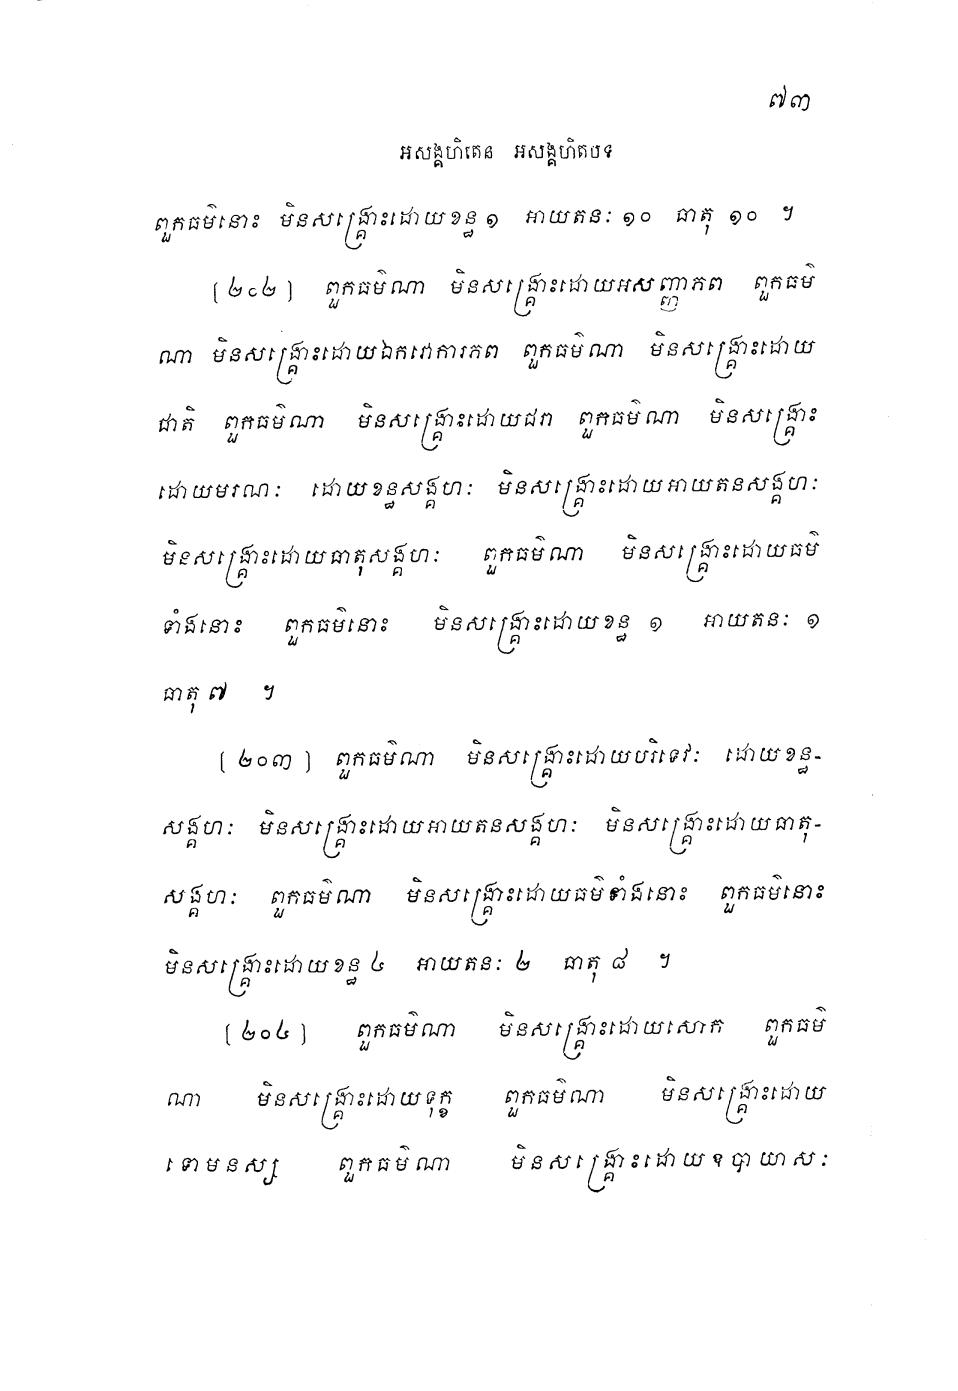 ៧៣
អសង្គហិតេន អសង្គហិតបទ
ពួកធម៌នោះ មិនសង្គ្រោះដោយខន្ធ ១ អាយតនៈ ១០ ធាតុ ១០ ។
[២០២] ពួកធម៌ណា មិនសង្គ្រោះដោយអសញ្ញាភព ពួកធម៌
ណា មិនសង្គ្រោះដោយឯកវោការភព ពួកធម៌ណា មិនសង្គ្រោះដោយ
ជាតិ ពួកធម៌ណា មិនសង្គ្រោះដោយជរា ពួកធម៌ណា មិនសង្គ្រោះ
ដោយមរណៈ ដោយខន្ធសង្គហៈ មិនសង្គ្រោះដោយអាយតនសង្គហៈ
មិនសង្គ្រោះដោយធាតុសង្គហៈ ពួកធម៌ណា មិនសង្គ្រោះដោយធម៌
ទាំងនោះ ពួកធម៌នោះ មិនសង្គ្រោះដោយខន្ធ ១ អាយតនៈ ១
ធាតុ ៧ ។
[២០៣] ពួកធម៌ណា មិនសង្គ្រោះដោយបរិទេវៈ ដោយខន្ធ-
សង្គហៈ មិនសង្គ្រោះដោយអាយតនសង្គហៈ មិនសង្គ្រោះដោយធាតុ-
សង្គហៈ ពួកធម៌ណា មិនសង្គ្រោះដោយធម៌ទាំងនោះ ពួកធម៌នោះ
មិនសង្គ្រោះដោយខន្ធ ៤ អាយតនៈ ២ ធាតុ ៨ ។
[២០៤] ពួកធម៌ណា មិនសង្គ្រោះដោយសោក ពួកធម៌
ណា មិនសង្គ្រោះដោយទុក្ខ ពួកធម៌ណា មិនសង្គ្រោះដោយ
ទោមនស្ស ពួកធម៌ណា មិនសង្គ្រោះដោយឧបាយាសៈ